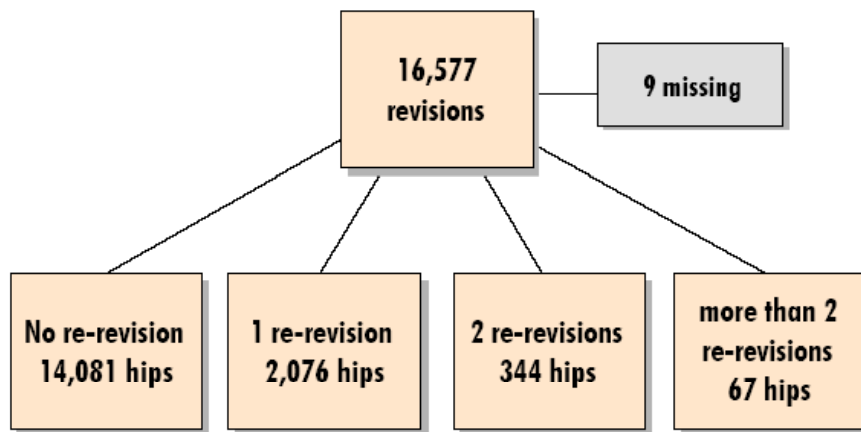 16,577
revisions
9 missing
No re-revision
14,081 hips
1 re-revision
2,076 hips
2 re-revisions
344 hips
more than 2
re-revisions
67 hips